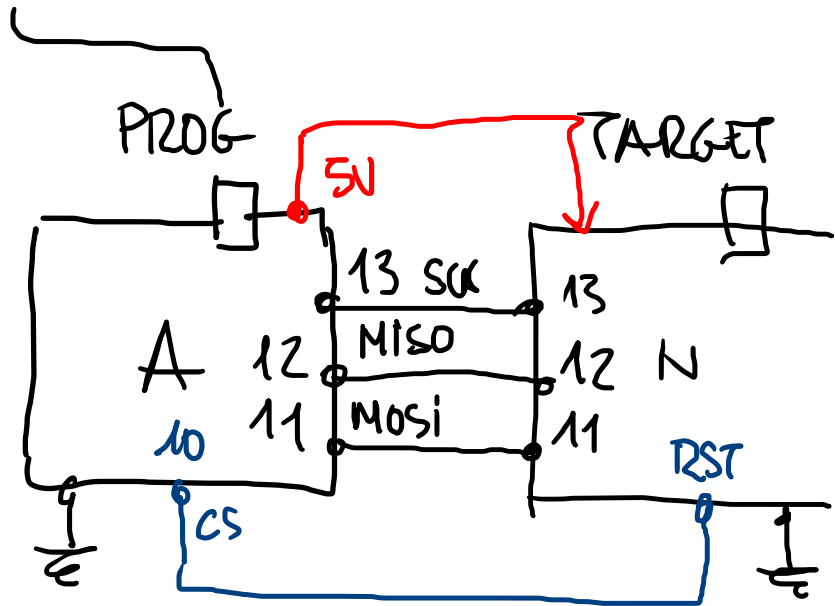 PROG
TARGET
5V
13 SCK
13
MISO
A
12
12
N
11
MOSI
11
10
RST
CS